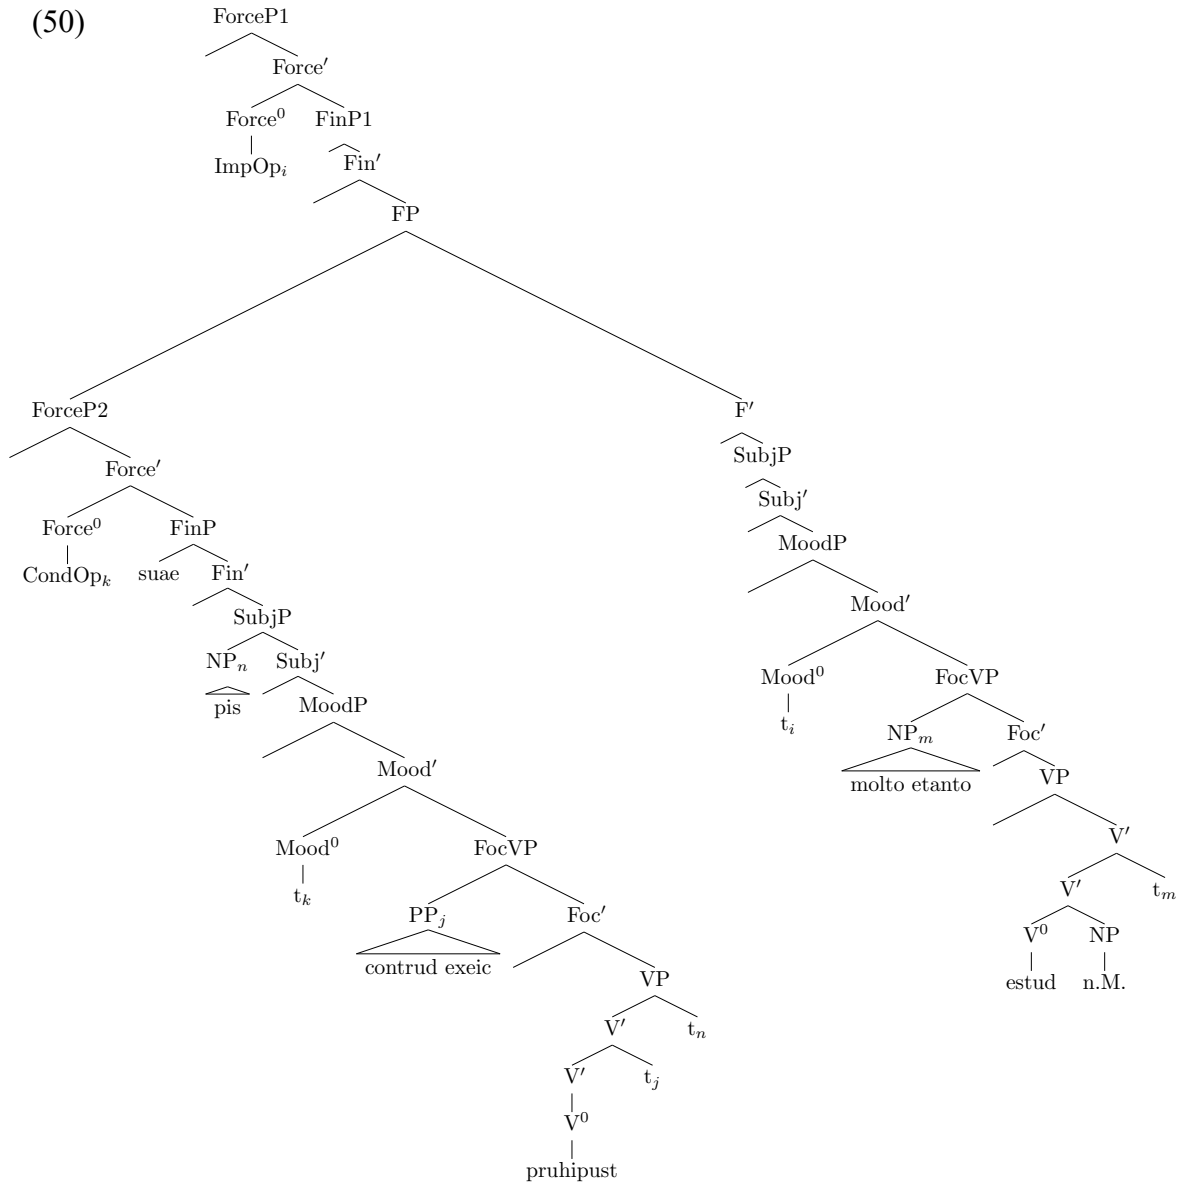 (50)
ForceP1
Force′
Force⁰ FinP1
ImpOpᵢ Fin′
FP
ForceP2 F′
SubjP
Force′
Subj′
Force⁰ FinP
MoodP
CondOpₖ suae Fin′
Mood′
SubjP
NPₙ Subj′
Mood⁰ FocVP
pis MoodP
tᵢ NPₘ Foc′
Mood′ molto etanto VP
V′
Mood⁰ FocVP
tₖ V′ tₘ
PPⱼ Foc′
V⁰ NP
contrud exeic VP
estud n.M.
V′ tₙ
V′ tⱼ
V⁰
pruhipust